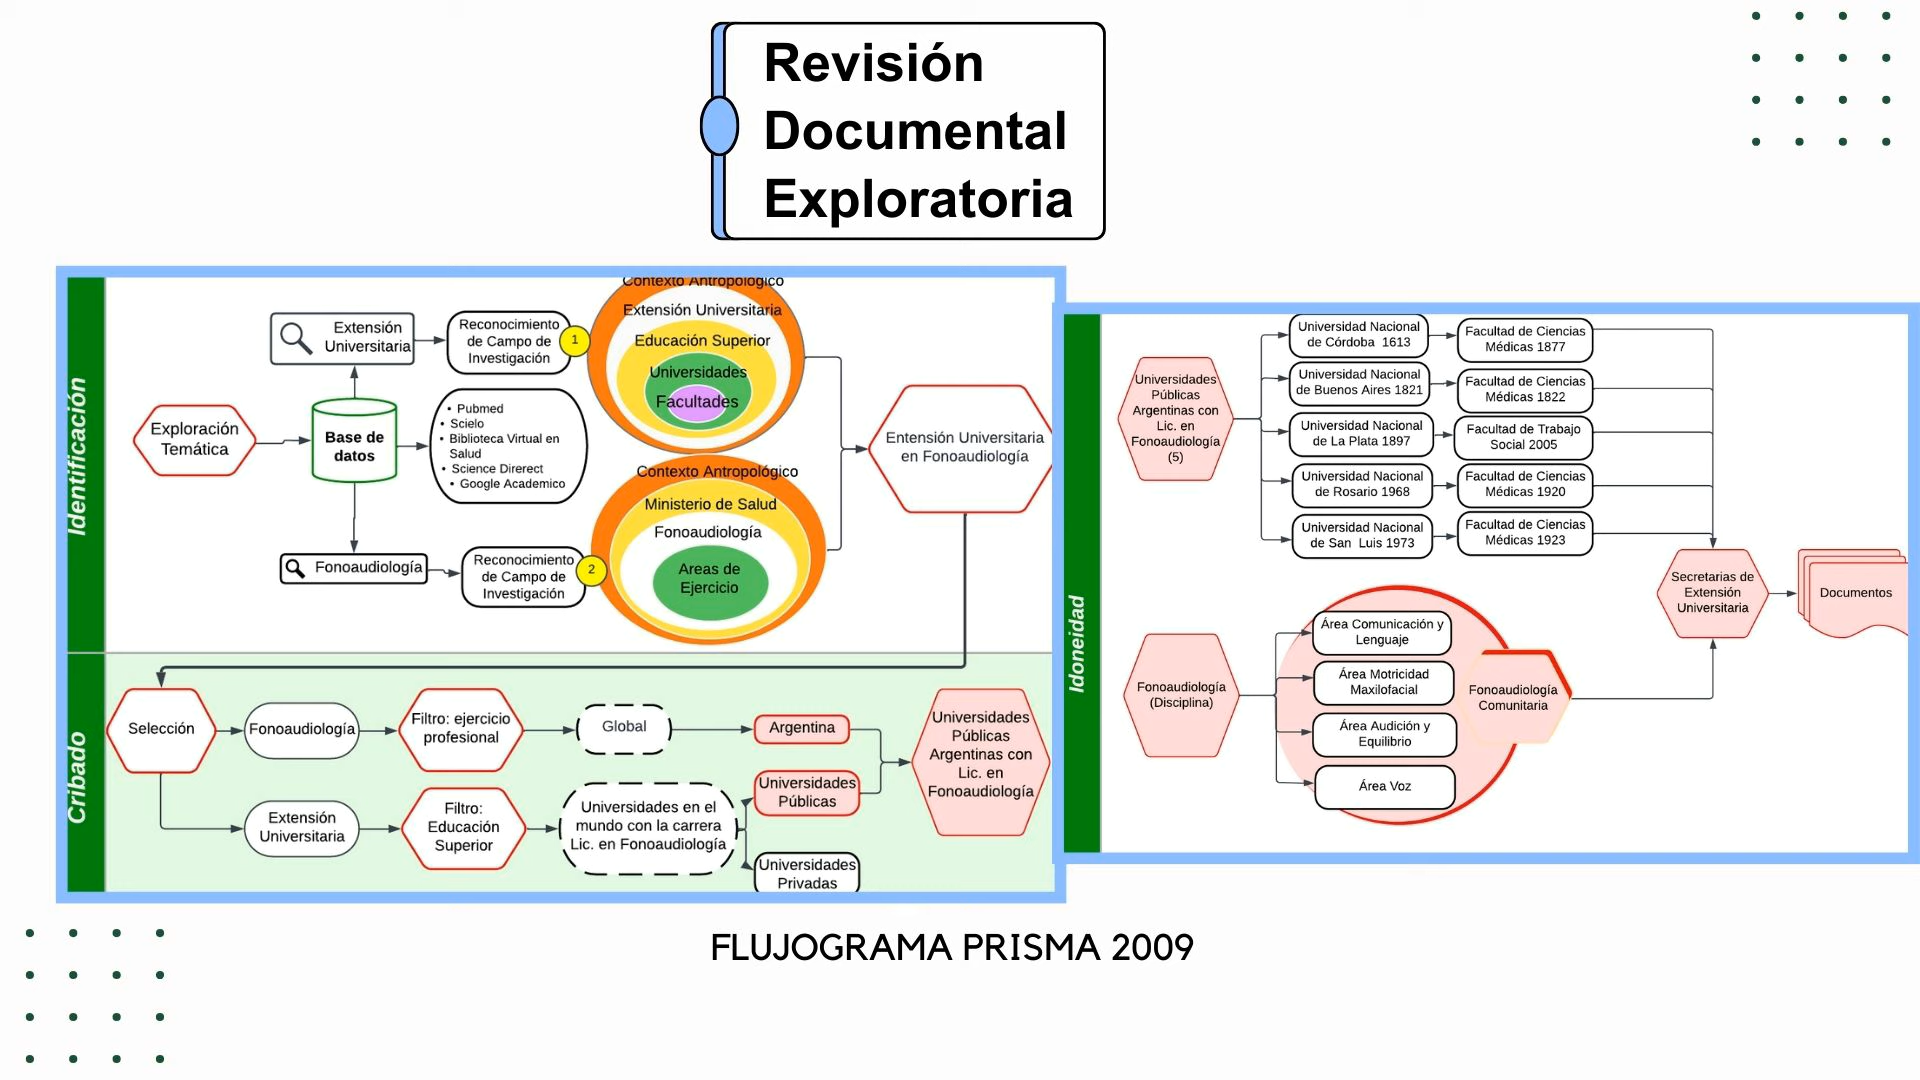 Revisión
Documental
Exploratoria
Identificación
Exploración
Temática
Extensión
Universitaria
Base de
datos
Fonoaudiología
Reconocimiento
de Campo de
Investigación
1
• Pubmed
• Scielo
• Biblioteca Virtual en
Salud
• Science Direrect
• Google Academico
Reconocimiento
de Campo de
Investigación
2
Contexto Antropológico
Extensión Universitaria
Educación Superior
Universidades
Facultades
Contexto Antropológico
Ministerio de Salud
Fonoaudiología
Areas de
Ejercicio
Entensión Universitaria
en Fonoaudiología
Cribado
Selección
Fonoaudiología
Filtro: ejercicio
profesional
Global
Argentina
Extensión
Universitaria
Filtro:
Educación
Superior
Universidades en el
mundo con la carrera
Lic. en Fonoaudiología
Universidades
Públicas
Universidades
Privadas
Universidades
Públicas
Argentinas con
Lic. en
Fonoaudiología
Idoneidad
Universidades
Públicas
Argentinas con
Lic. en
Fonoaudiología
(5)
Universidad Nacional
de Córdoba 1613
Facultad de Ciencias
Médicas 1877
Universidad Nacional
de Buenos Aires 1821
Facultad de Ciencias
Médicas 1822
Universidad Nacional
de La Plata 1897
Facultad de Trabajo
Social 2005
Universidad Nacional
de Rosario 1968
Facultad de Ciencias
Médicas 1920
Universidad Nacional
de San Luis 1973
Facultad de Ciencias
Médicas 1923
Secretarias de
Extensión
Universitaria
Documentos
Fonoaudiología
(Disciplina)
Área Comunicación y
Lenguaje
Área Motricidad
Maxilofacial
Área Audición y
Equilibrio
Área Voz
Fonoaudiología
Comunitaria
FLUJOGRAMA PRISMA 2009